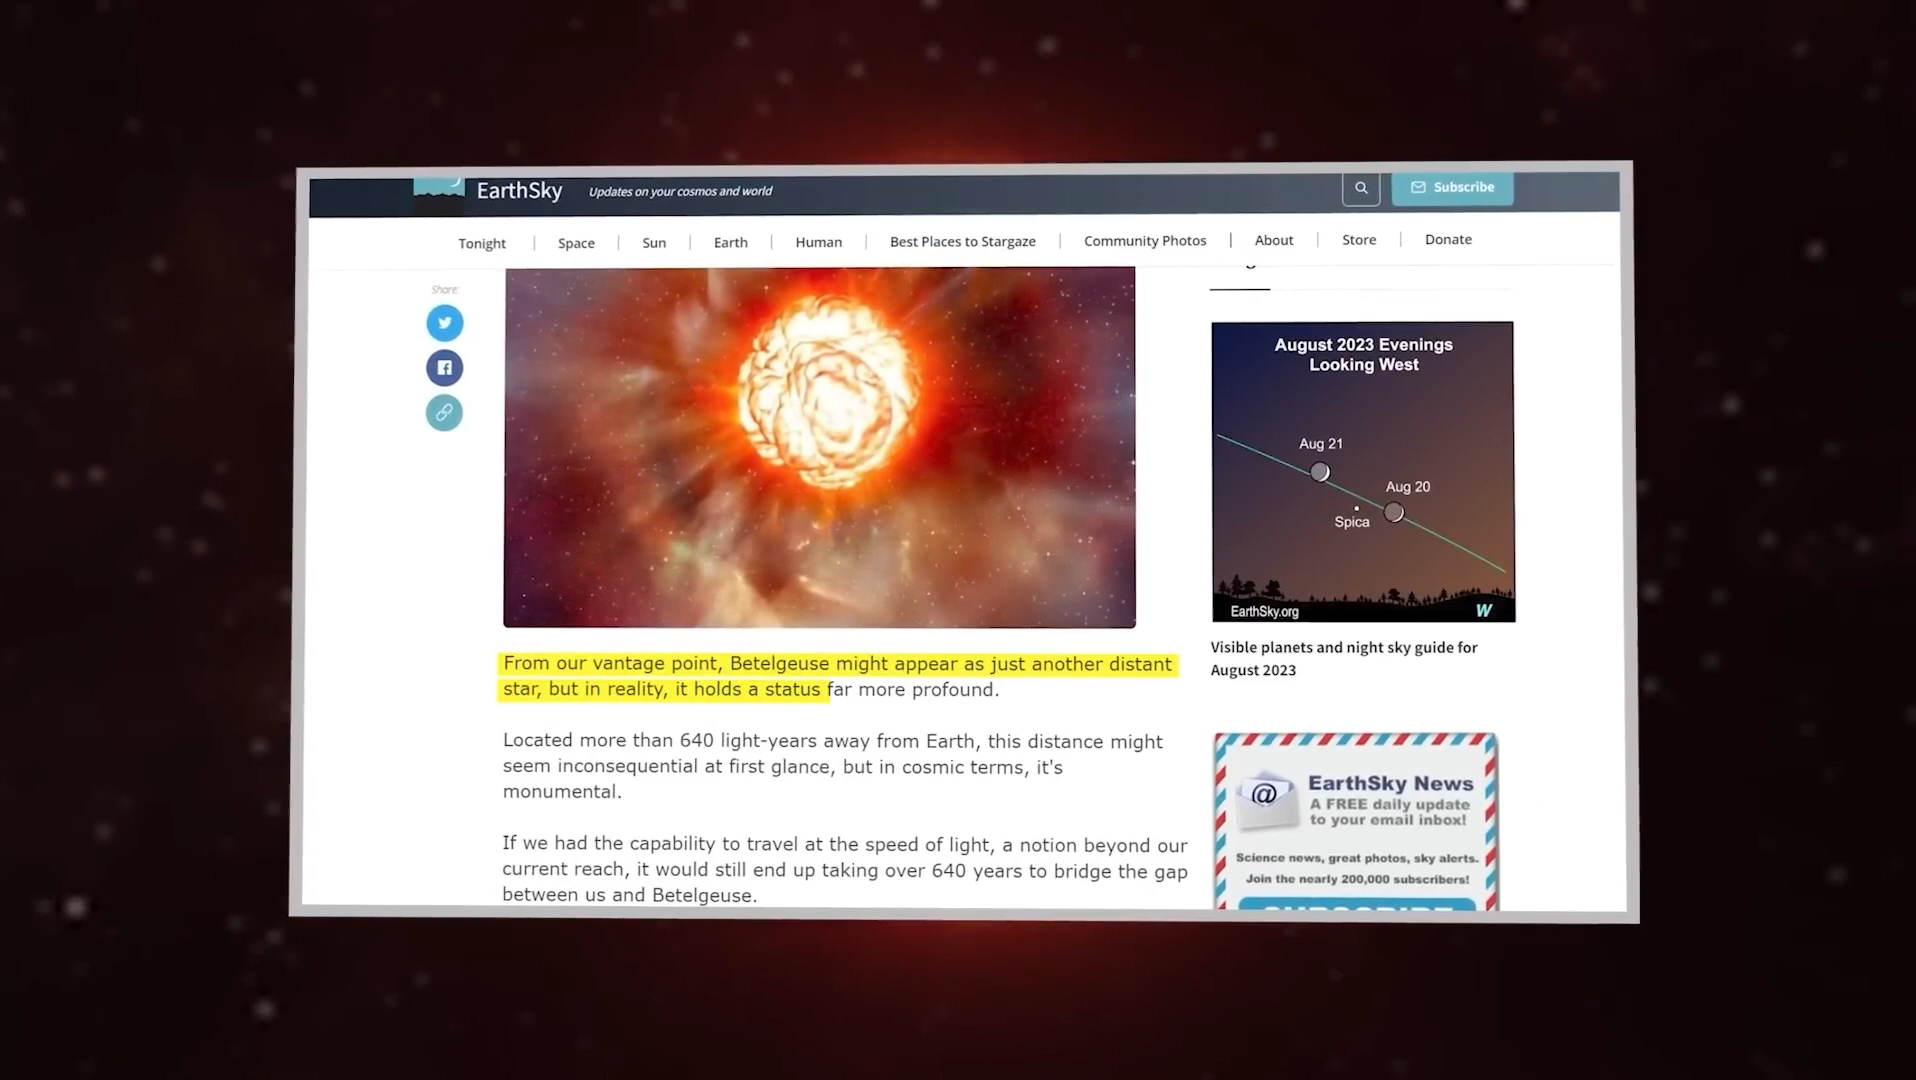 EarthSky
Updates on your cosmos and world
Subscribe
Tonight | Space | Sun | Earth | Human | Best Places to Stargaze | Community Photos | About | Store | Donate
Share:
August 2023 Evenings
Looking West
Aug 21
Aug 20
Spica
EarthSky.org
W
Visible planets and night sky guide for
August 2023
From our vantage point, Betelgeuse might appear as just another distant
star, but in reality, it holds a status far more profound.
Located more than 640 light-years away from Earth, this distance might
seem inconsequential at first glance, but in cosmic terms, it's
monumental.
If we had the capability to travel at the speed of light, a notion beyond our
current reach, it would still end up taking over 640 years to bridge the gap
between us and Betelgeuse.
@
EarthSky News
A FREE daily update
to your email inbox!
Science news, great photos, sky alerts.
Join the nearly 200,000 subscribers!